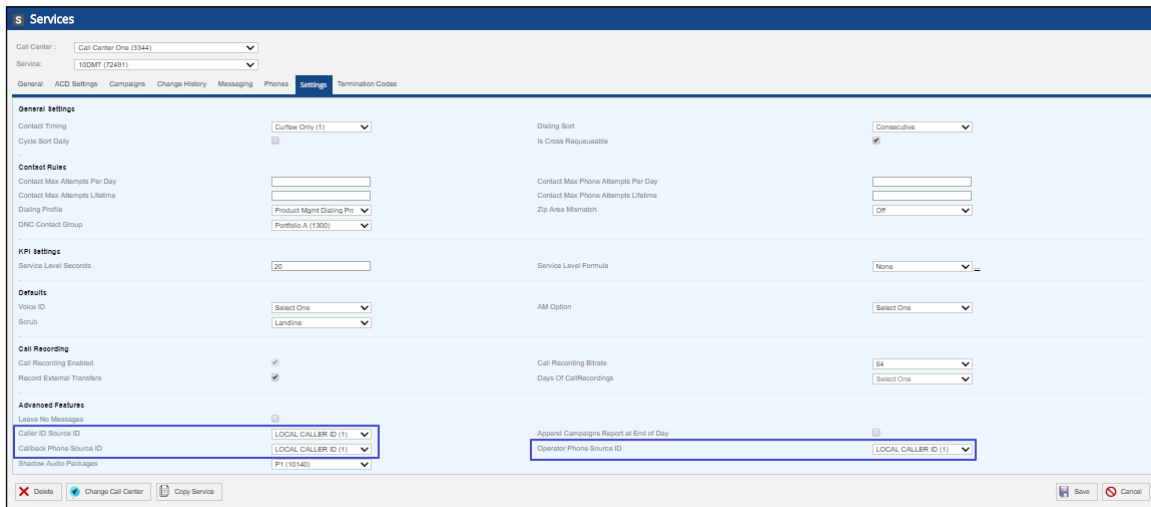 S Services
Call Center : Call Center One (3344)
Service: 10DMT (72491)
General ACD Settings Campaigns Change History Messaging Phones Settings Termination Codes
General Settings
Contact Timing Curfew Only (1) Dialing Sort Consecutive
Cycle Sort Daily Is Cross Requeueable
Contact Rules
Contact Max Attempts Per Day Contact Max Phone Attempts Per Day
Contact Max Attempts Lifetime Contact Max Phone Attempts Lifetime
Dialing Profile Product Mgmt Dialing Pro Zip Area Mismatch Off
DNC Contact Group Portfolio A (1300)
KPI Settings
Service Level Seconds 20 Service Level Formula None ...
Defaults
Voice ID Select One AM Option Select One
Scrub Landline
Call Recording
Call Recording Enabled Call Recording Bitrate 64
Record External Transfers Days Of CallRecordings Select One
Advanced Features
Leave No Messages
Caller ID Source ID LOCAL CALLER ID (1) Append Campaigns Report at End of Day
Callback Phone Source ID LOCAL CALLER ID (1) Operator Phone Source ID LOCAL CALLER ID (1)
Shadow Audio Packages P1 (10140)
Delete Change Call Center Copy Service Save Cancel